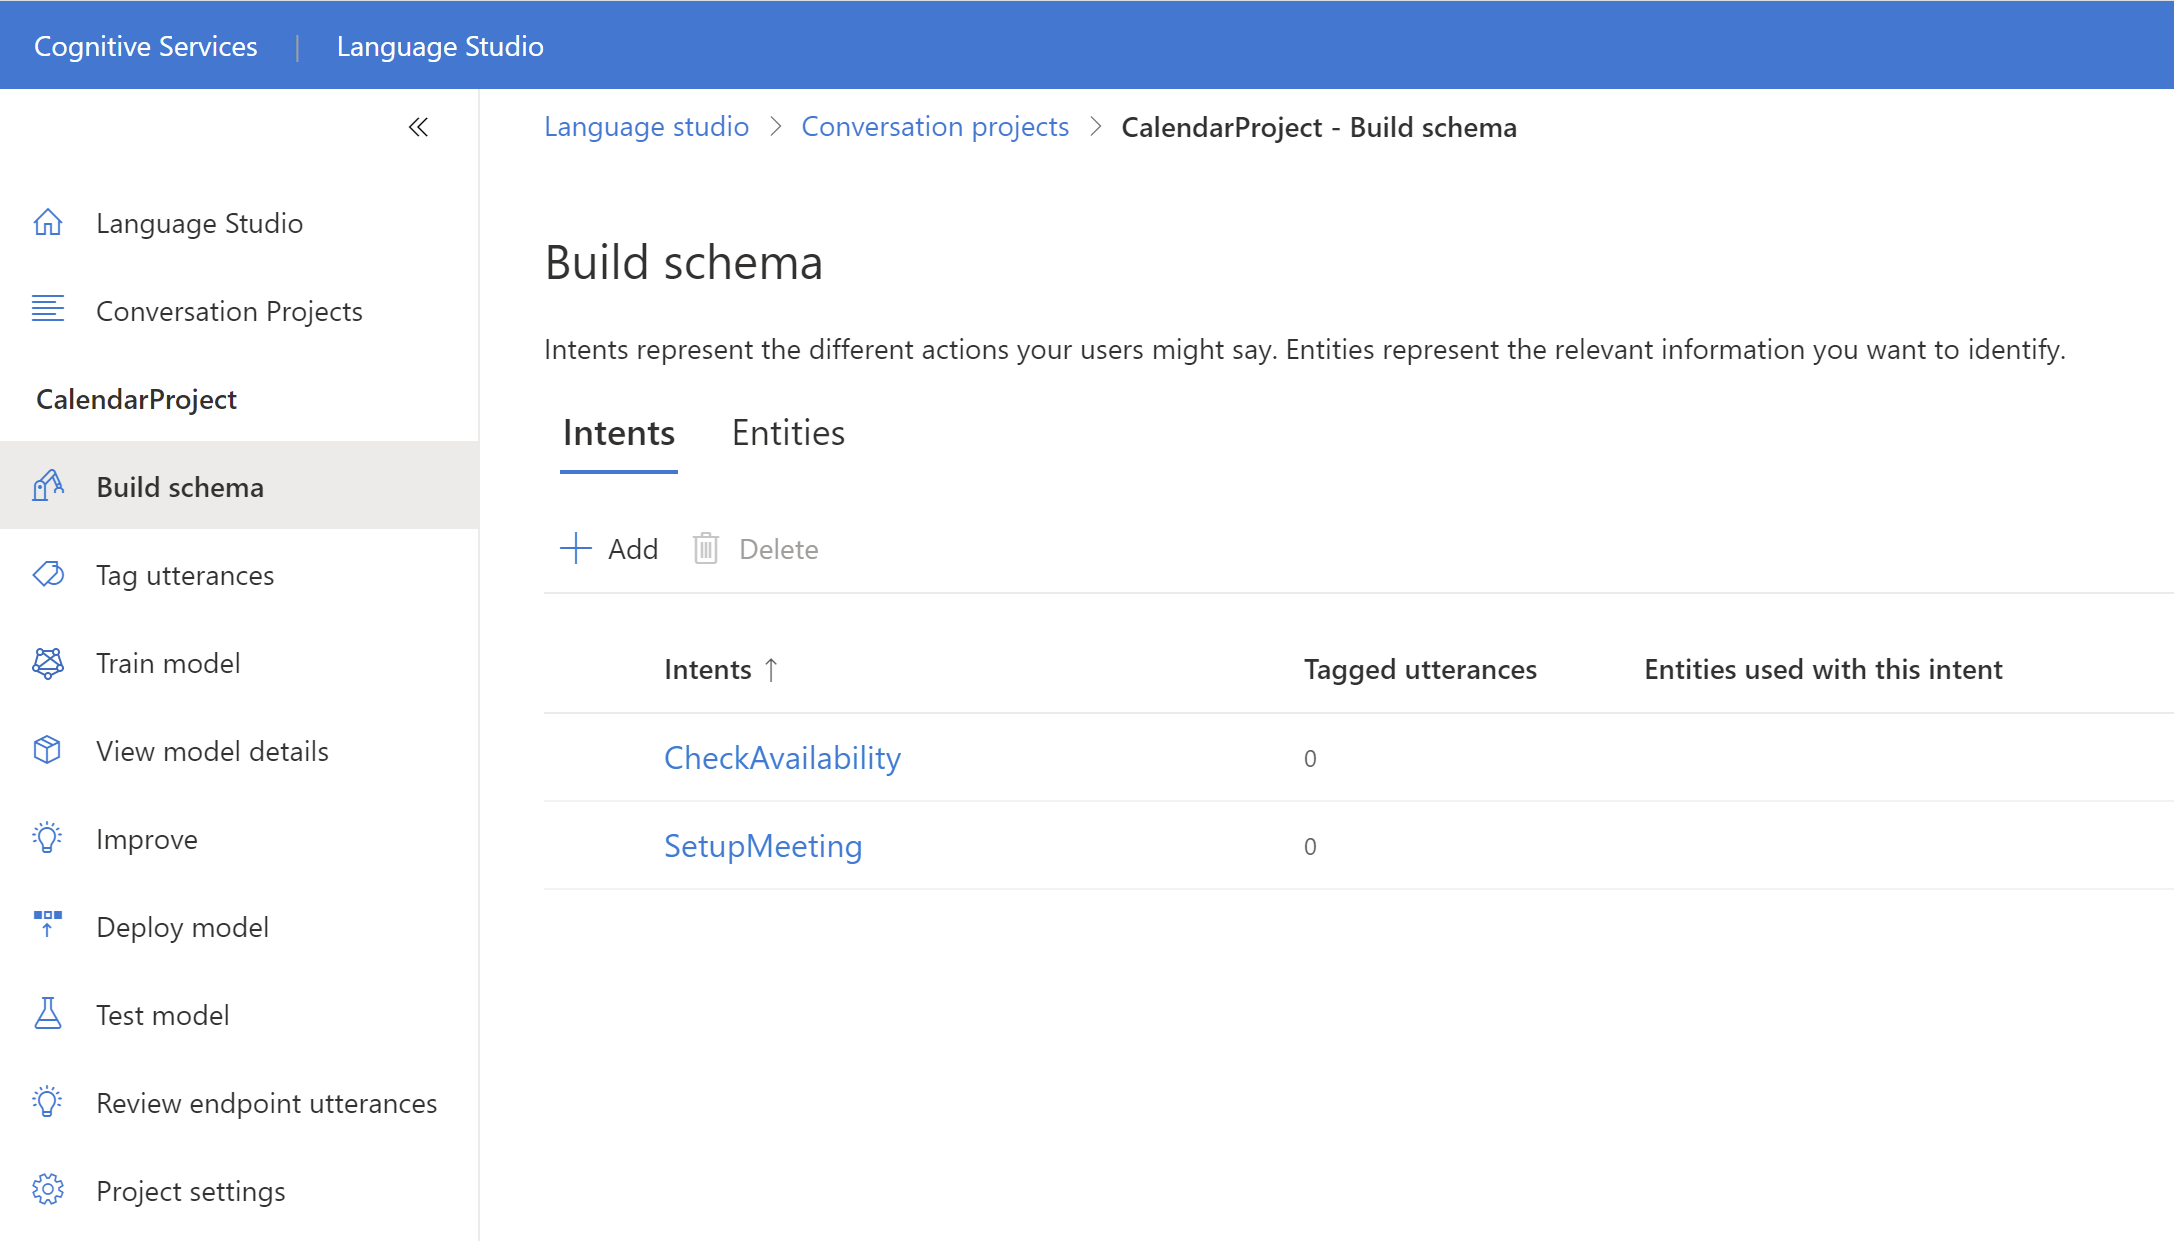 Cognitive Services | Language Studio
Language studio > Conversation projects > CalendarProject - Build schema
Language Studio
Conversation Projects
CalendarProject
Build schema
Tag utterances
Train model
View model details
Improve
Deploy model
Test model
Review endpoint utterances
Project settings
Build schema
Intents represent the different actions your users might say. Entities represent the relevant information you want to identify.
Intents Entities
Add Delete
Intents ↑ Tagged utterances Entities used with this intent
CheckAvailability 0
SetupMeeting 0